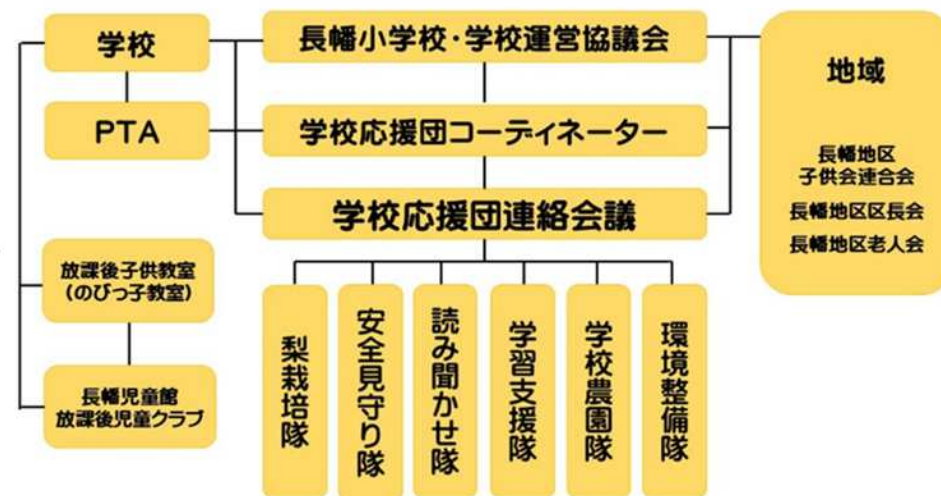 学校
長幡小学校・学校運営協議会
地域
PTA
学校応援団コーディネーター
長幡地区
子供会連合会
長幡地区区長会
長幡地区老人会
学校応援団連絡会議
放課後子供教室
(のびっ子教室)
長幡児童館
放課後児童クラブ
梨栽培隊
安全見守り隊
読み聞かせ隊
学習支援隊
学校農園隊
環境整備隊